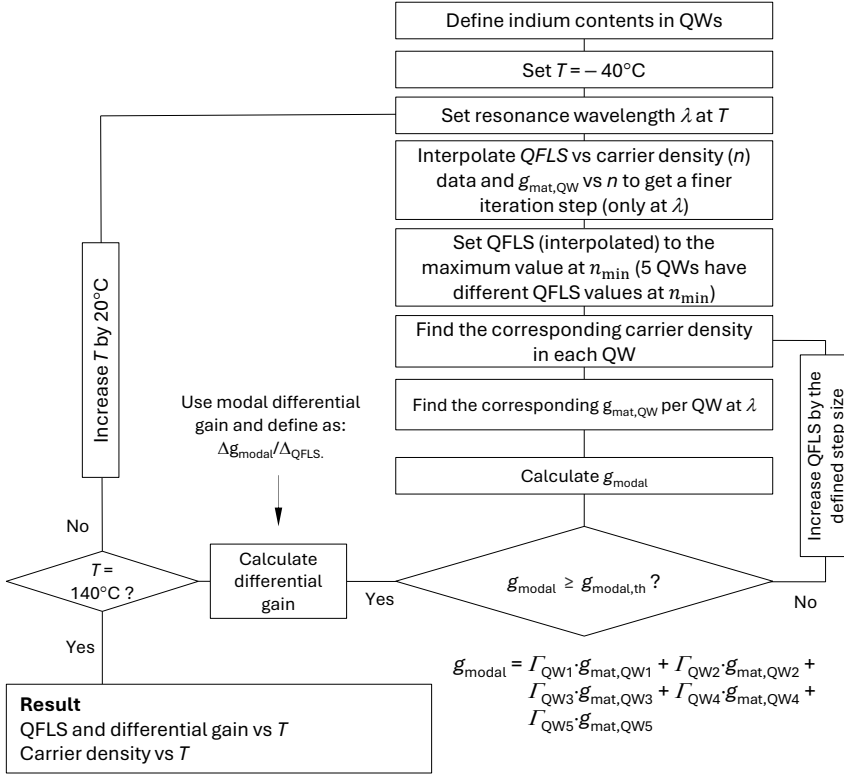 Define indium contents in QWs
Set T = – 40°C
Set resonance wavelength λ at T
Interpolate QFLS vs carrier density (n)
data and gmat,QW vs n to get a finer
iteration step (only at λ)
Set QFLS (interpolated) to the
maximum value at nmin (5 QWs have
different QFLS values at nmin)
Find the corresponding carrier density
in each QW
Find the corresponding gmat,QW per QW at λ
Calculate gmodal
Increase QFLS by the
defined step size
gmodal ≥ gmodal,th ?
No
Yes
Use modal differential
gain and define as:
Δgmodal/ΔQFLS.
Calculate
differential
gain
Increase T by 20°C
No
T =
140°C ?
Yes
Result
QFLS and differential gain vs T
Carrier density vs T
gmodal = ΓQW1·gmat,QW1 + ΓQW2·gmat,QW2 +
ΓQW3·gmat,QW3 + ΓQW4·gmat,QW4 +
ΓQW5·gmat,QW5